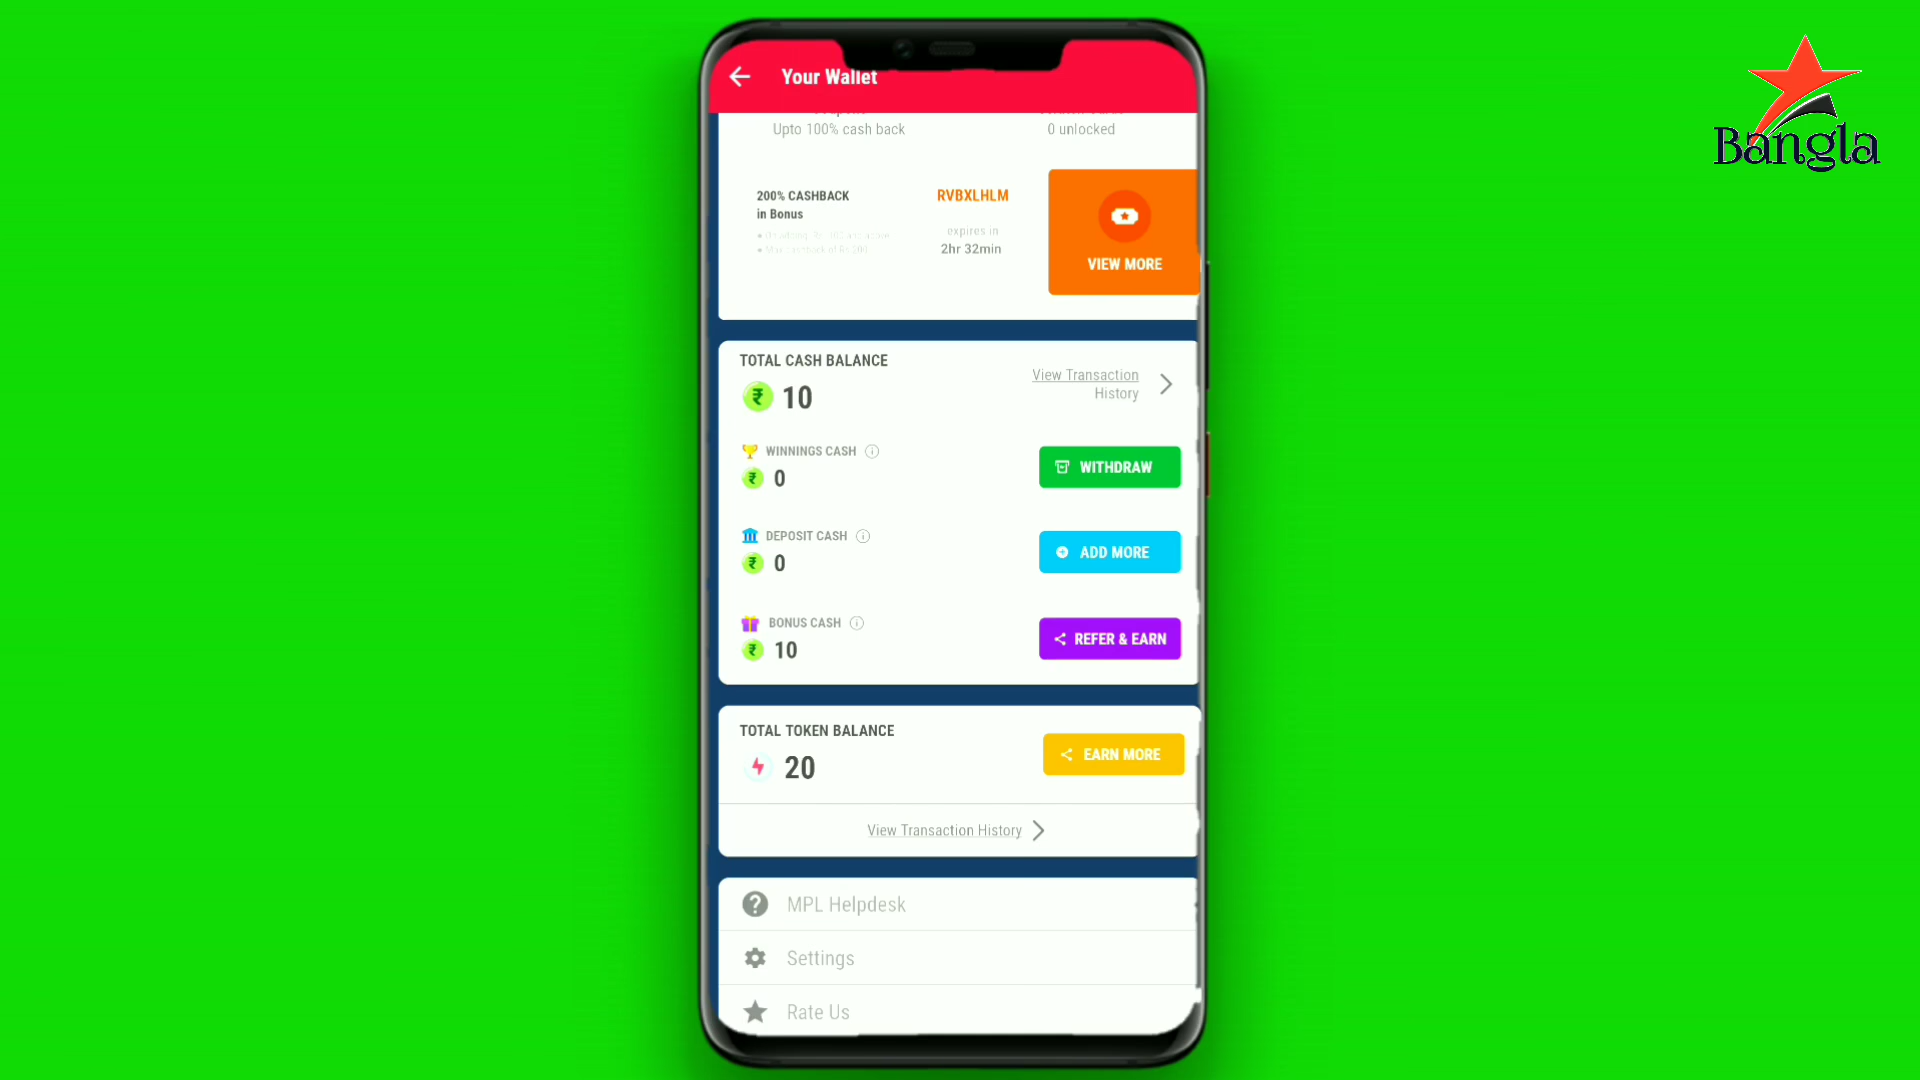 Your Wallet
Bangla
Upto 100% cash back
0 unlocked
200% CASHBACK
in Bonus
RVBXLHLM
expires in
2hr 32min
VIEW MORE
TOTAL CASH BALANCE
₹ 10
View Transaction
History
WINNINGS CASH
₹ 0
WITHDRAW
DEPOSIT CASH
₹ 0
ADD MORE
BONUS CASH
₹ 10
REFER & EARN
TOTAL TOKEN BALANCE
20
EARN MORE
View Transaction History
MPL Helpdesk
Settings
Rate Us